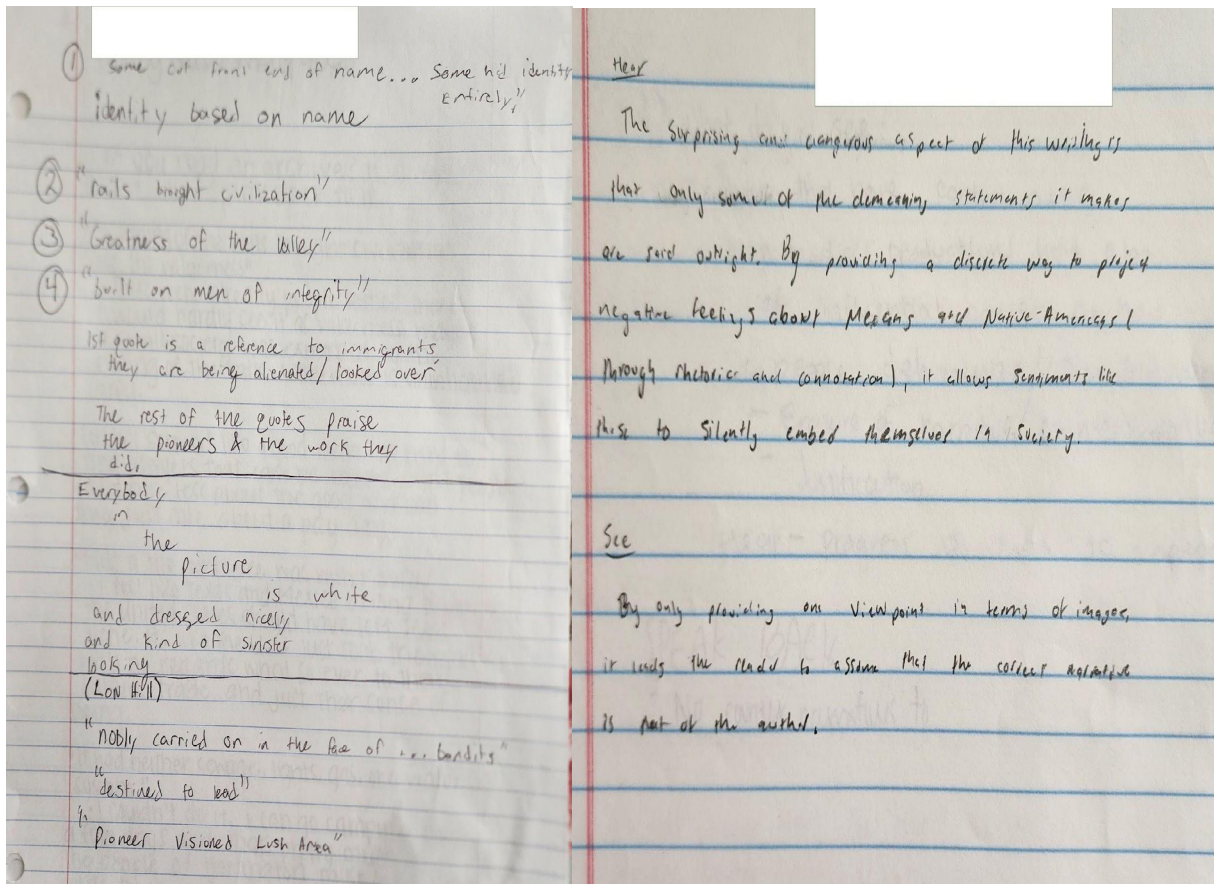 ① "Some cut front end of name... Some hid identity
Entirely"
identity based on name
② "rails brought civilization"
③ "Greatness of the Valley"
④ "built on men of integrity"
1st quote is a reference to immigrants
they are being alienated/looked over
The rest of the quotes praise
the pioneers & the work they
did.
Everybody
in
the
picture
is white
and dressed nicely
and kind of sinister
looking
(Lon Hill)
"nobly carried on in the face of ... bandits"
"destined to lead"
"Pioneer Visioned Lush Area"
Hear
The surprising and dangerous aspect of this writing is
that only some of the demeaning statements it makes
are said outright. By providing a discrete way to project
negative feelings about Mexicans and Native-Americans (
through rhetoric and connotation), it allows sentiments like
these to silently embed themselves in society.
See
By only providing one viewpoint in terms of images,
it leads the reader to assume that the correct narrative
is that of the author.